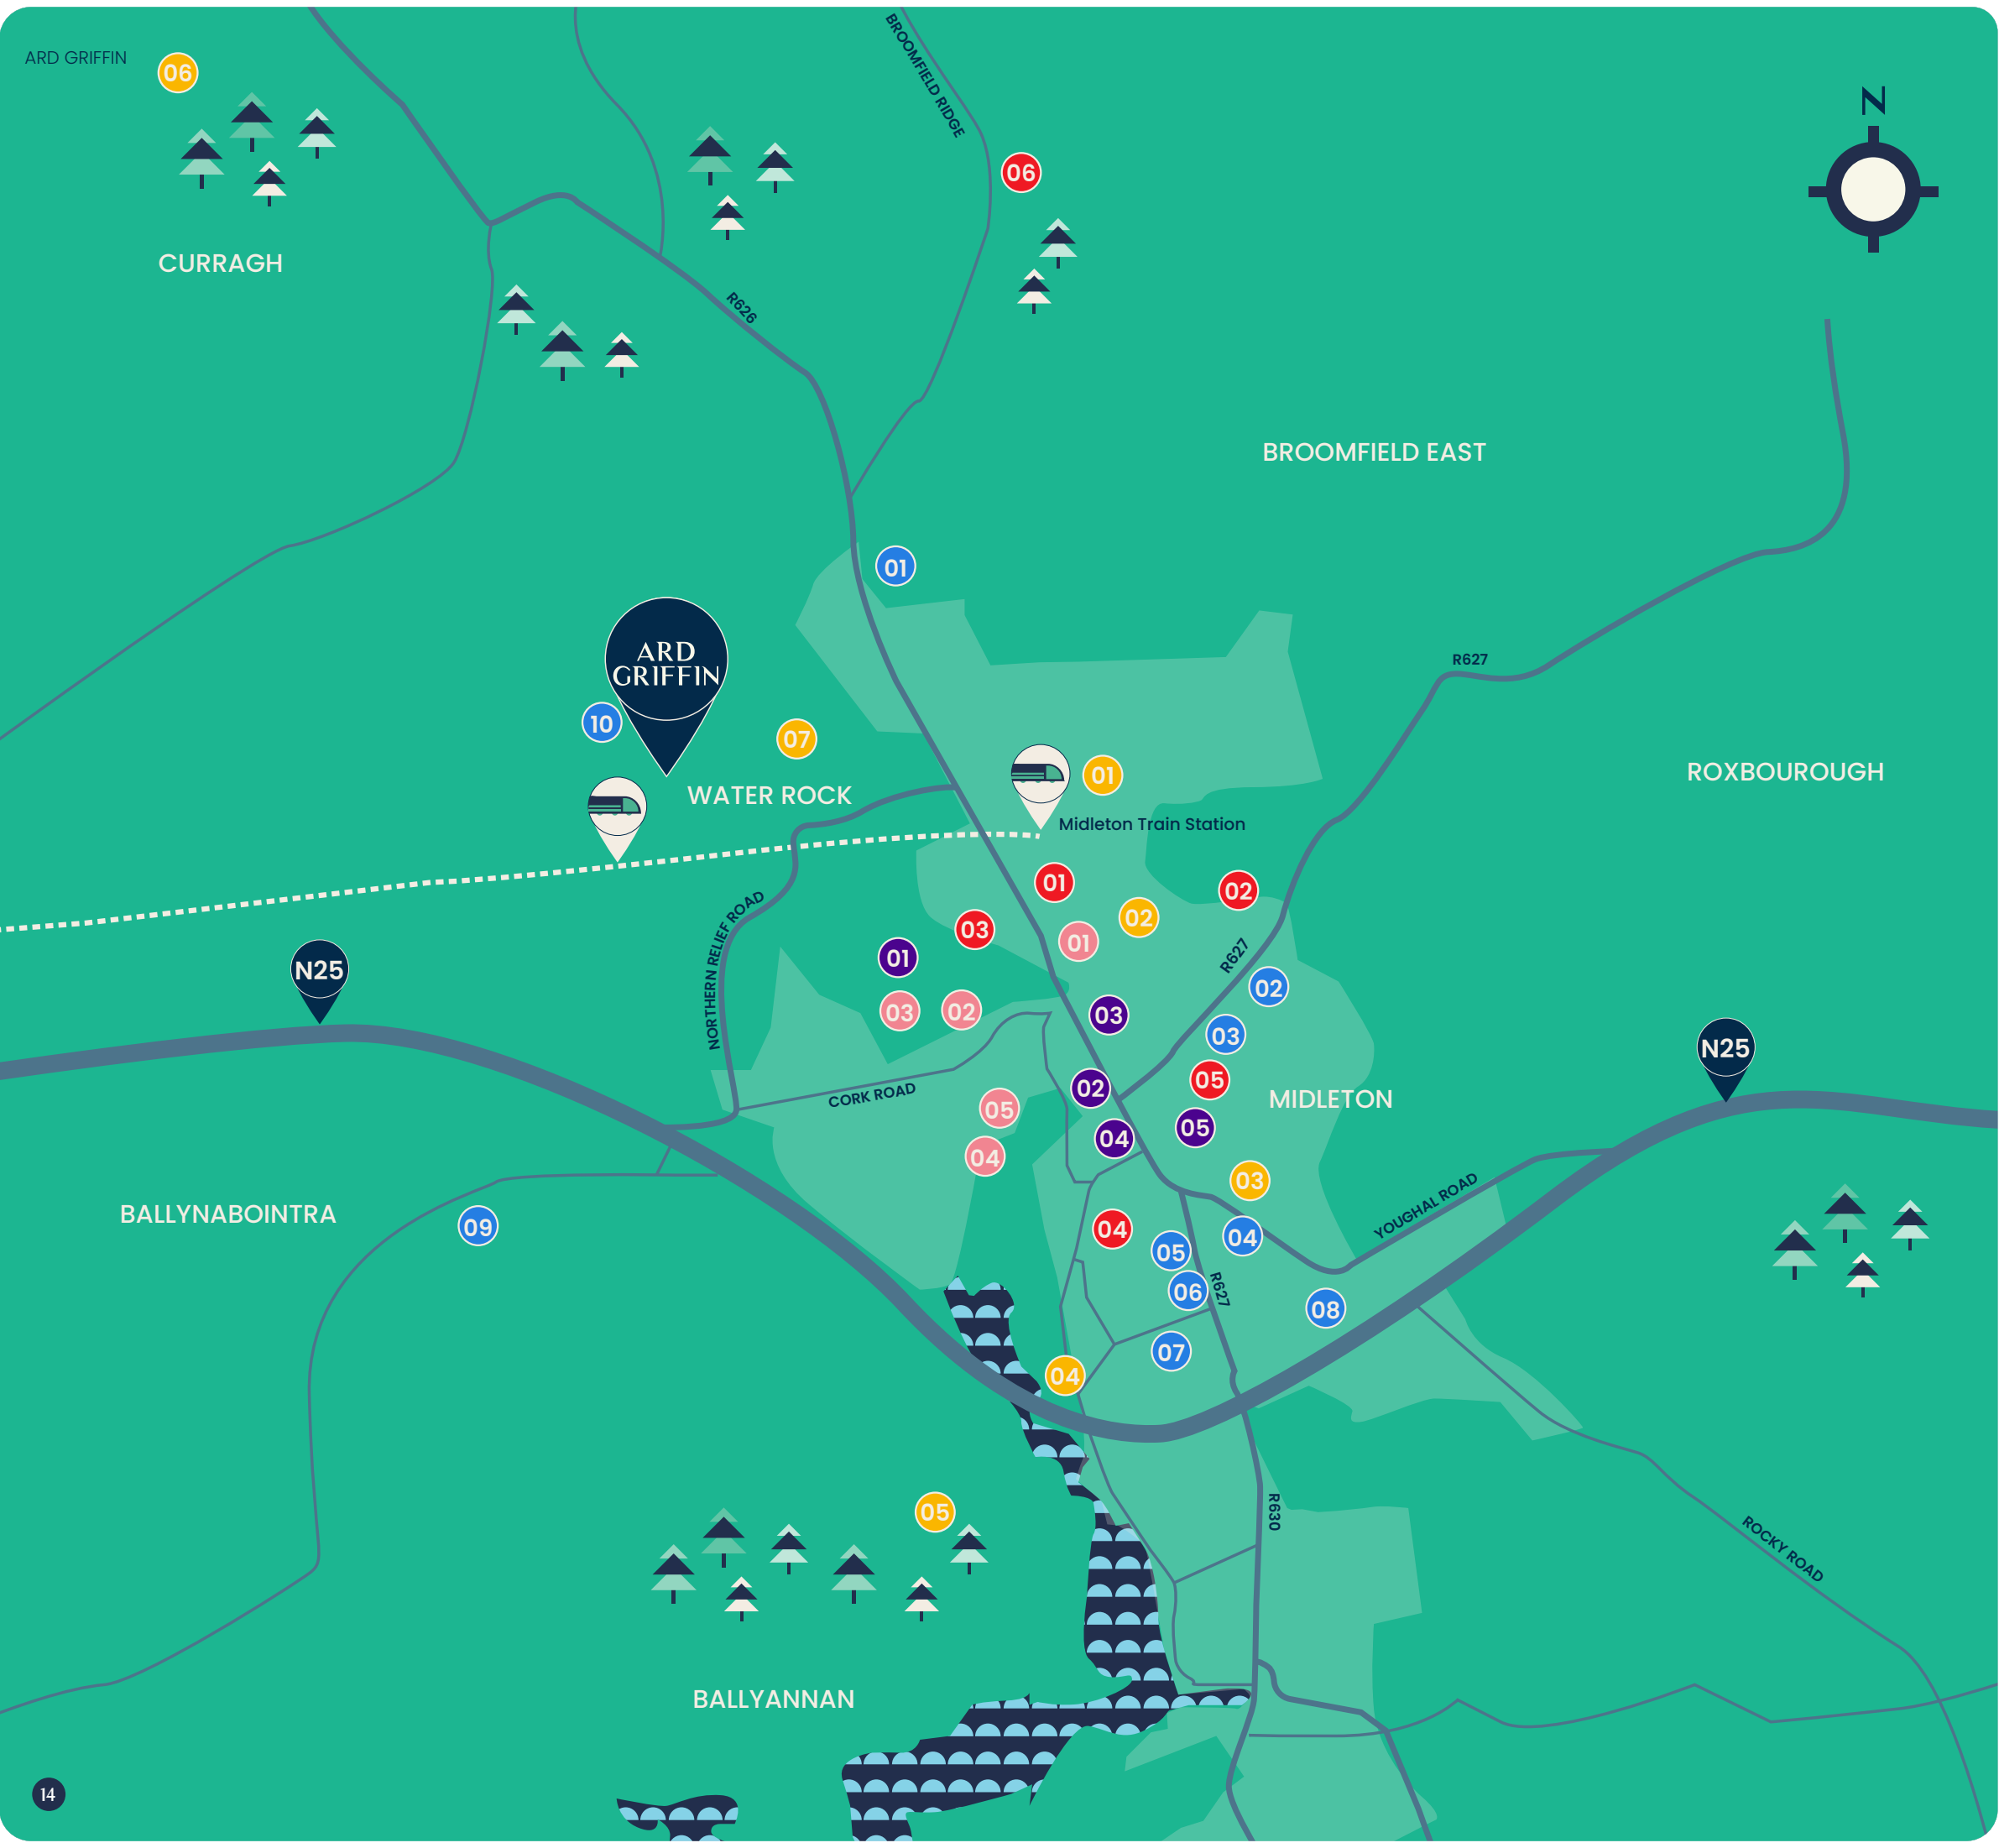 ARD GRIFFIN
06
BROOMFIELD RIDGE
N
06
CURRAGH
R626
BROOMFIELD EAST
01
ARD
GRIFFIN
R627
10
07
WATER ROCK
01
ROXBOUROUGH
Midleton Train Station
01
02
02
03
01
NORTHERN RELIEF ROAD
N25
01
R627
02
03
02
03
03
N25
02
05
MIDLETON
CORK ROAD
05
04
05
04
03
YOUGHAL ROAD
BALLYNABOINTRA
09
04
05
04
06
R627
08
07
04
05
R630
ROCKY ROAD
BALLYANNAN
14